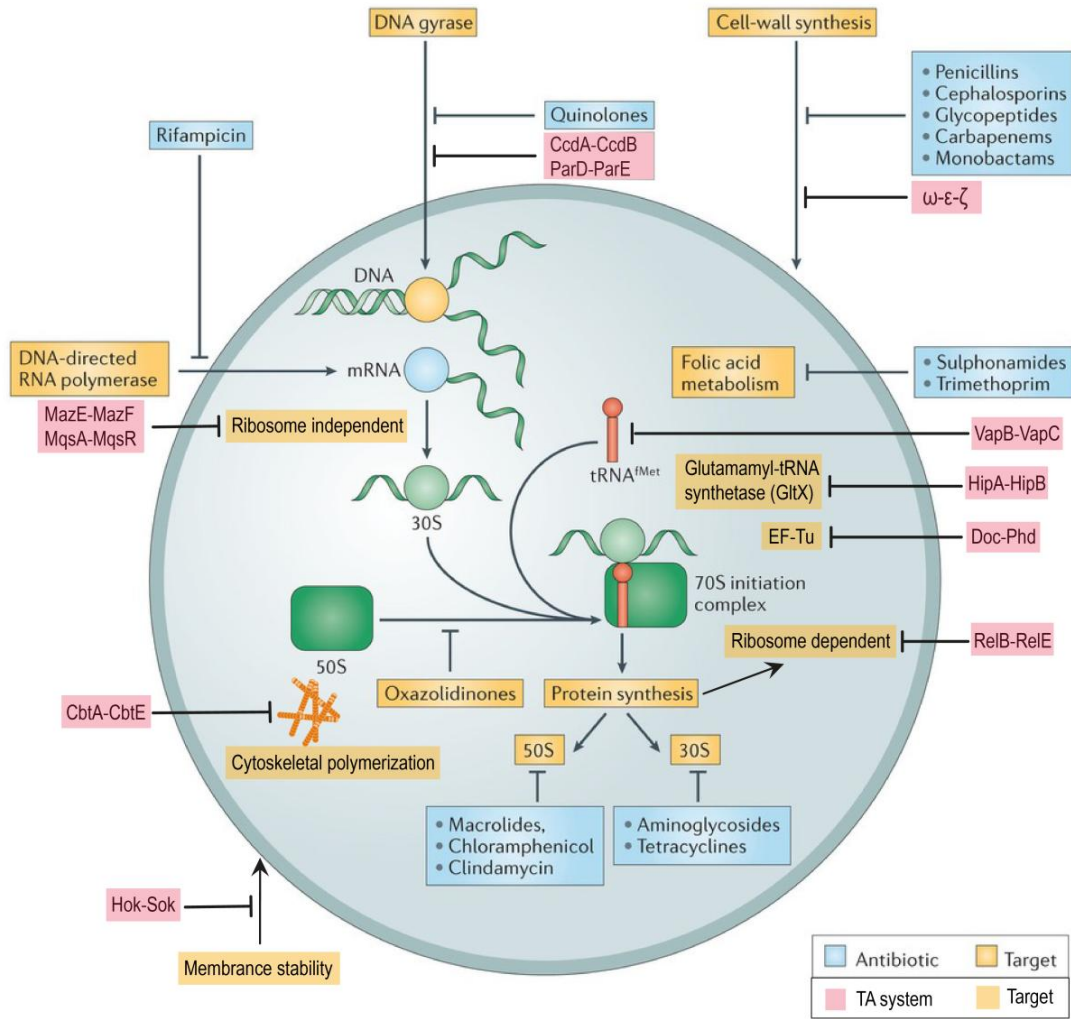 DNA gyrase
Cell-wall synthesis
• Penicillins
• Cephalosporins
• Glycopeptides
• Carbapenems
• Monobactams
Quinolones
Rifampicin
CcdA-CcdB
ParD-ParE
ω-ε-ζ
DNA
DNA-directed
RNA polymerase
mRNA
Folic acid
metabolism
• Sulphonamides
• Trimethoprim
MazE-MazF
MqsA-MqsR
Ribosome independent
VapB-VapC
tRNAfMet
Glutamamyl-tRNA
synthetase (GltX)
HipA-HipB
30S
EF-Tu
Doc-Phd
70S initiation
complex
Ribosome dependent
RelB-RelE
50S
Oxazolidinones
Protein synthesis
CbtA-CbtE
Cytoskeletal polymerization
50S
30S
• Macrolides,
• Chloramphenicol
• Clindamycin
• Aminoglycosides
• Tetracyclines
Hok-Sok
Membrance stability
Antibiotic
Target
TA system
Target